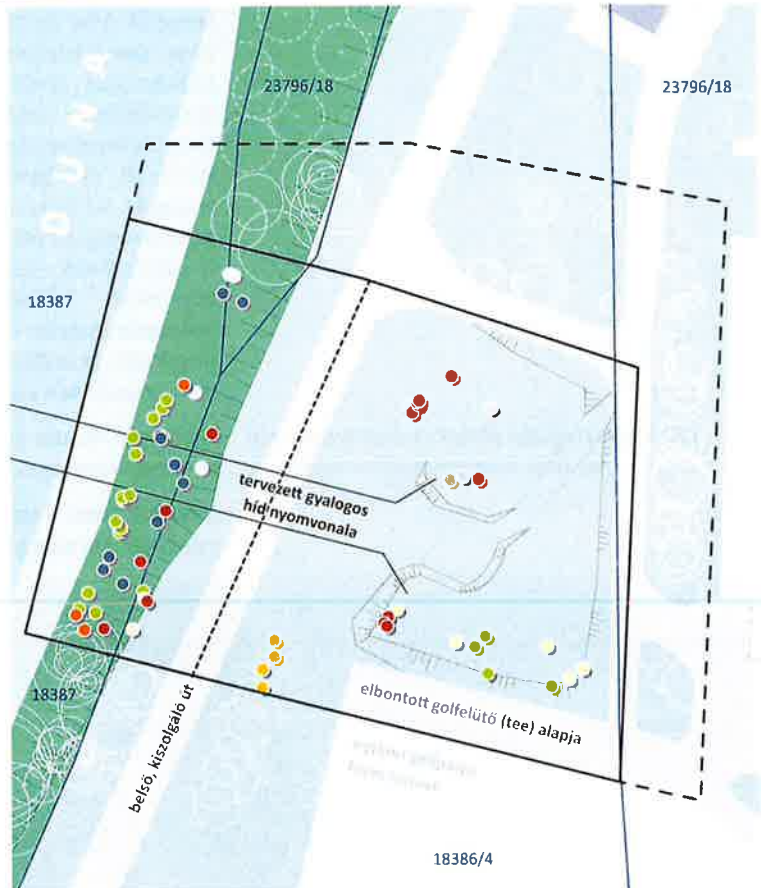 23796/18
23796/18
DUNA
18387
tervezett gyalogos
híd nyomvonala
18387
belső, kiszolgáló út
elbontott golfelütő (tee) alapja
18386/4